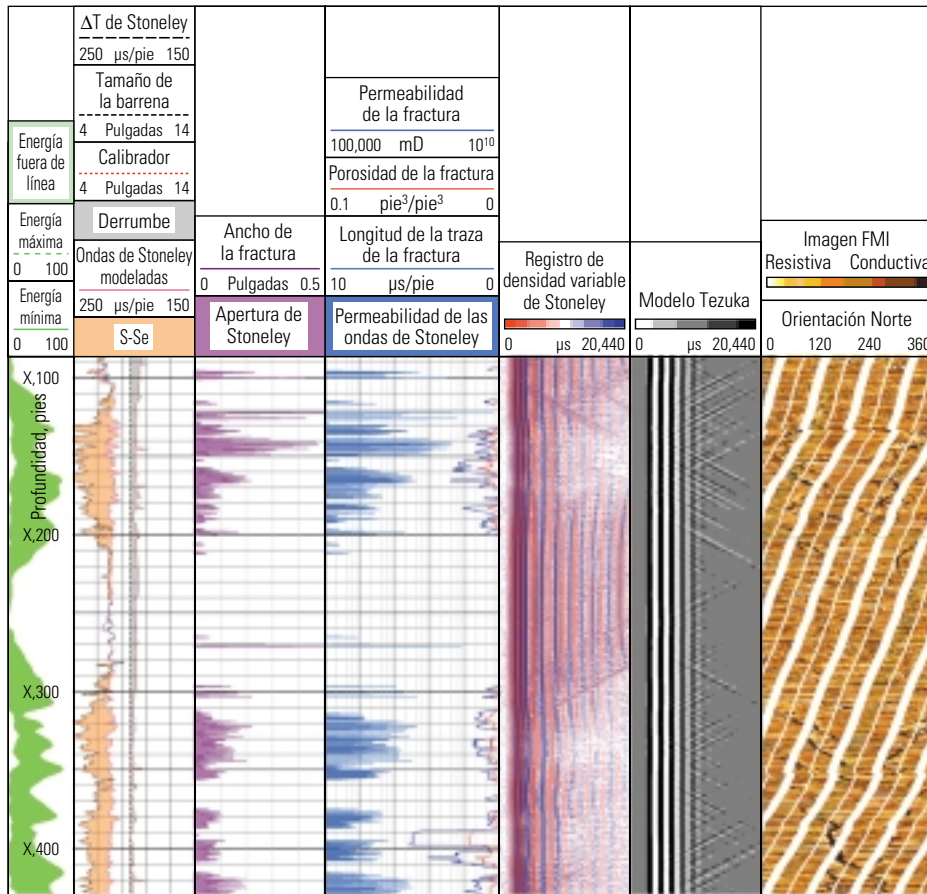 Energía
fuera de
línea
Energía
máxima
0 100
Energía
mínima
0 100
ΔT de Stoneley
250 µs/pie 150
Tamaño de
la barrena
4 Pulgadas 14
Calibrador
4 Pulgadas 14
Derrumbe
Ondas de Stoneley
modeladas
250 µs/pie 150
S-Se
Ancho de
la fractura
0 Pulgadas 0.5
Apertura de
Stoneley
Permeabilidad
de la fractura
100,000 mD 10¹⁰
Porosidad de la fractura
0.1 pie³/pie³ 0
Longitud de la traza
de la fractura
10 µs/pie 0
Permeabilidad de las
ondas de Stoneley
Registro de
densidad variable
de Stoneley
0 µs 20,440
Modelo Tezuka
0 µs 20,440
Imagen FMI
Resistiva Conductiva
Orientación Norte
0 120 240 360
Profundidad, pies
X,100
X,200
X,300
X,400